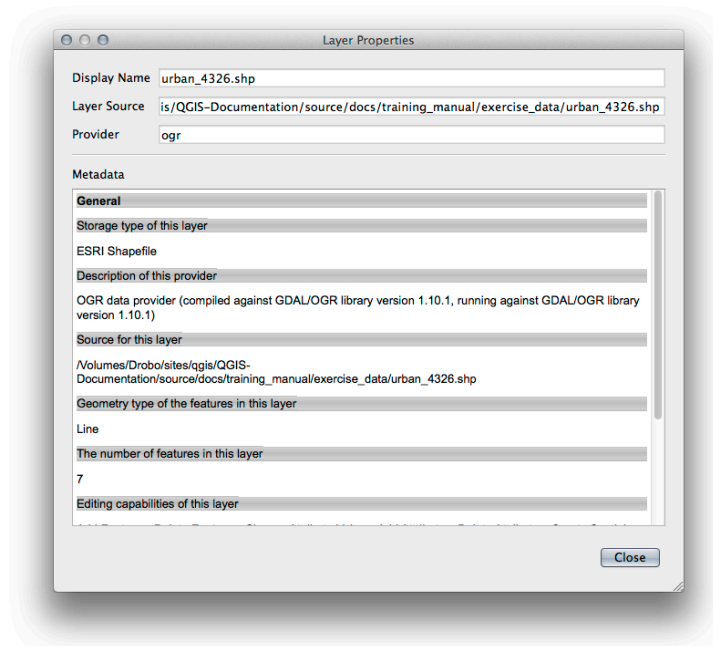 Layer Properties
Display Name urban_4326.shp
Layer Source is/QGIS-Documentation/source/docs/training_manual/exercise_data/urban_4326.shp
Provider ogr
Metadata
General
Storage type of this layer
ESRI Shapefile
Description of this provider
OGR data provider (compiled against GDAL/OGR library version 1.10.1, running against GDAL/OGR library
version 1.10.1)
Source for this layer
/Volumes/Drobo/sites/qgis/QGIS-
Documentation/source/docs/training_manual/exercise_data/urban_4326.shp
Geometry type of the features in this layer
Line
The number of features in this layer
7
Editing capabilities of this layer
Close